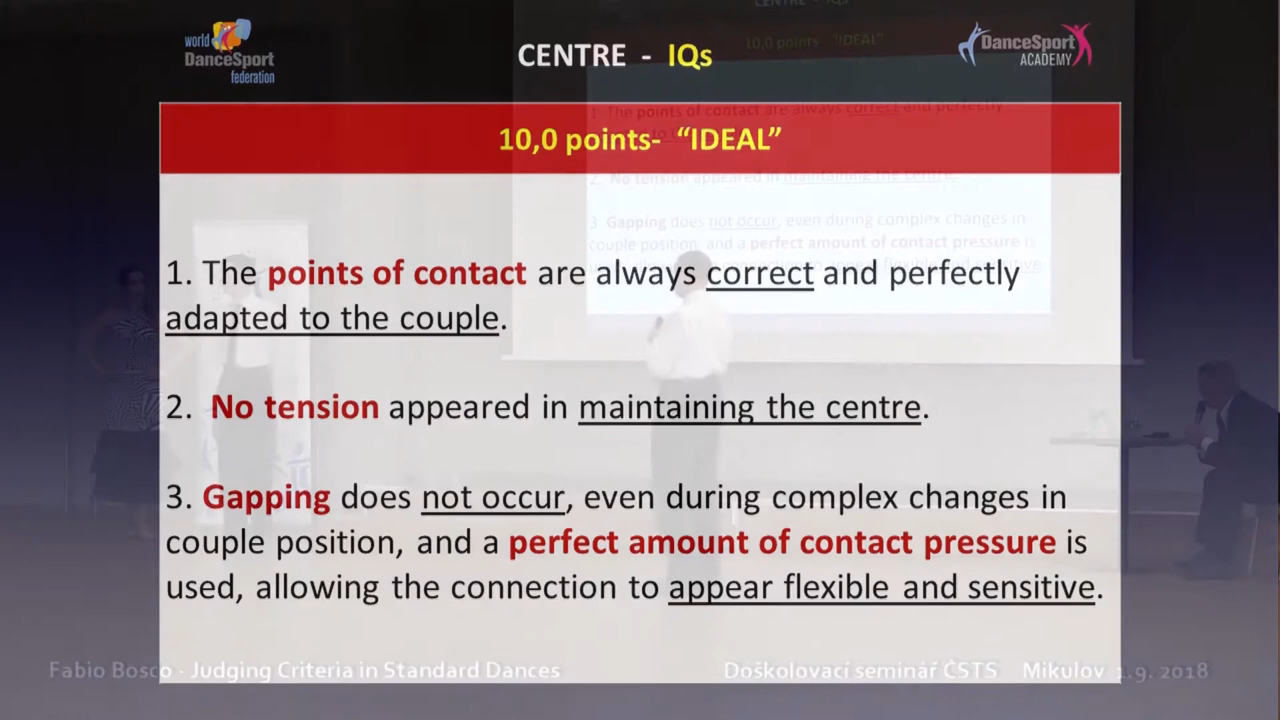 world
DanceSport
federation
CENTRE - IQs
DanceSport
ACADEMY
10,0 points- “IDEAL”
1. The points of contact are always correct and perfectly
adapted to the couple.
2. No tension appeared in maintaining the centre.
3. Gapping does not occur, even during complex changes in
couple position, and a perfect amount of contact pressure is
used, allowing the connection to appear flexible and sensitive.
Fabio Bosco · Judging Criteria in Standard Dances
Doškolovací seminář ČSTS Mikulov 1.9. 2018